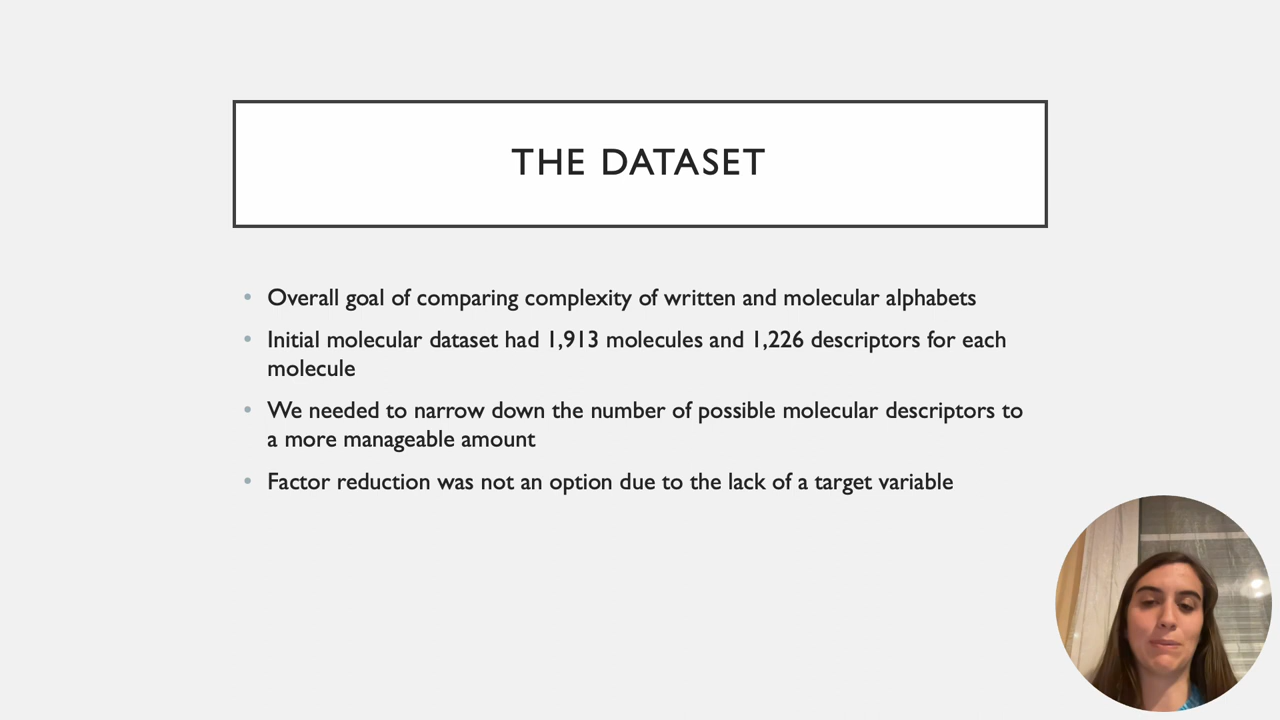 THE DATASET
• Overall goal of comparing complexity of written and molecular alphabets
• Initial molecular dataset had 1,913 molecules and 1,226 descriptors for each
molecule
• We needed to narrow down the number of possible molecular descriptors to
a more manageable amount
• Factor reduction was not an option due to the lack of a target variable